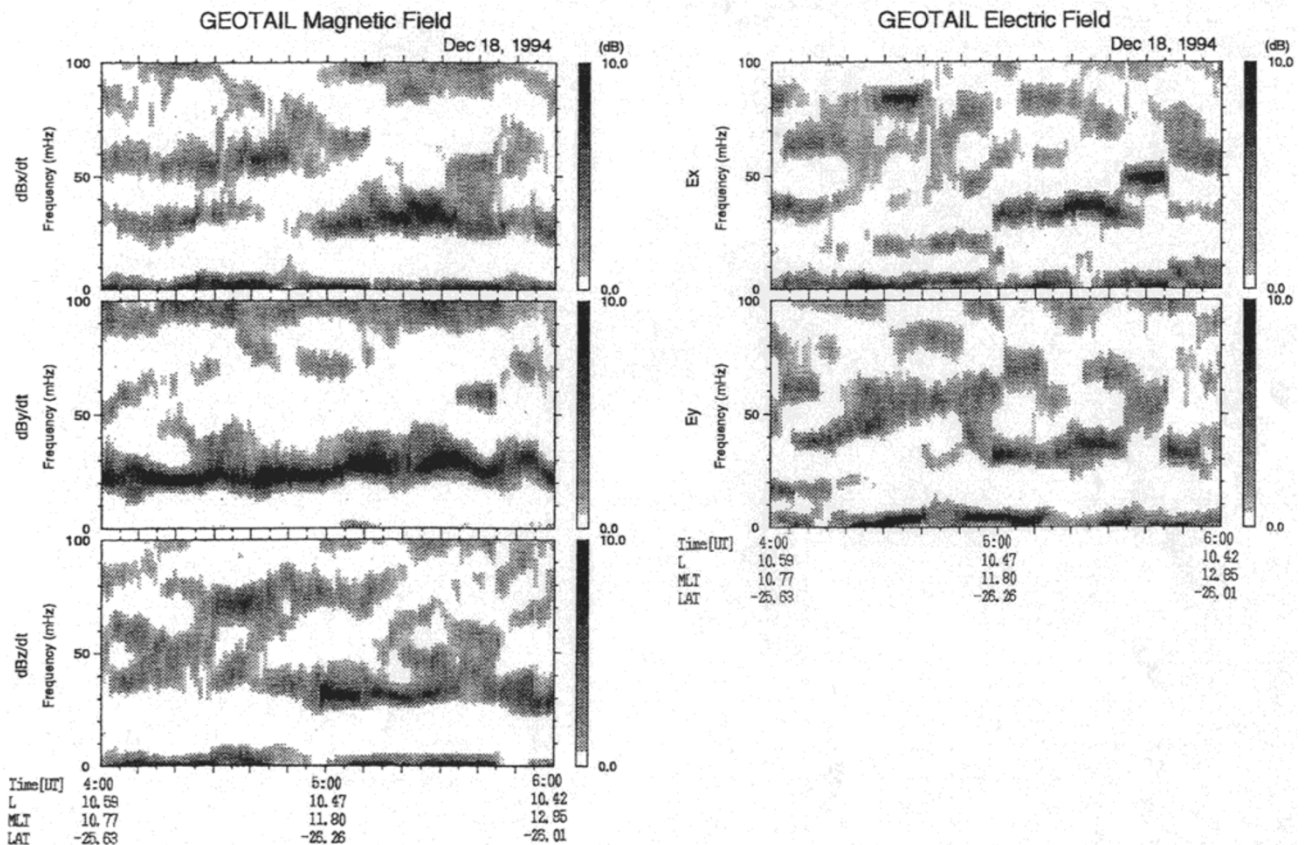 GEOTAIL Magnetic Field
Dec 18, 1994 (dB)
100 10.0
dBx/dt
Frequency (mHz)
50
0 0.0
100 10.0
dBy/dt
Frequency (mHz)
50
0 0.0
100 10.0
dBz/dt
Frequency (mHz)
50
0 0.0
Time[UT] 4:00 5:00 6:00
L 10.59 10.47 10.42
MLT 10.77 11.80 12.85
LAT -25.63 -26.26 -26.01
GEOTAIL Electric Field
Dec 18, 1994 (dB)
100 10.0
Ex
Frequency (mHz)
50
0 0.0
100 10.0
Ey
Frequency (mHz)
50
0 0.0
Time[UT] 4:00 5:00 6:00
L 10.59 10.47 10.42
MLT 10.77 11.80 12.85
LAT -25.63 -26.26 -26.01